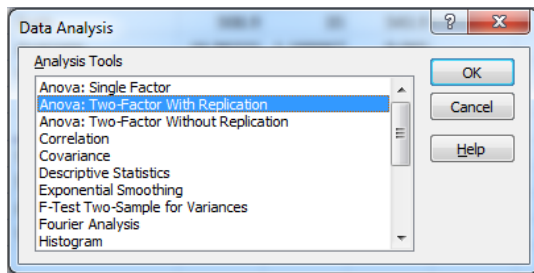 Data Analysis
?
X
Analysis Tools
Anova: Single Factor
Anova: Two-Factor With Replication
Anova: Two-Factor Without Replication
Correlation
Covariance
Descriptive Statistics
Exponential Smoothing
F-Test Two-Sample for Variances
Fourier Analysis
Histogram
OK
Cancel
Help